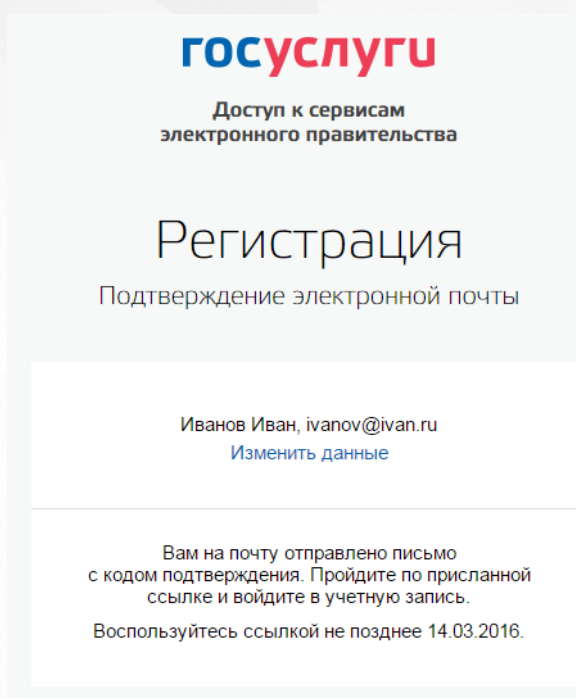 госуслуги
Доступ к сервисам
электронного правительства
Регистрация
Подтверждение электронной почты
Иванов Иван, ivanov@ivan.ru
Изменить данные
Вам на почту отправлено письмо
с кодом подтверждения. Пройдите по присланной
ссылке и войдите в учетную запись.
Воспользуйтесь ссылкой не позднее 14.03.2016.